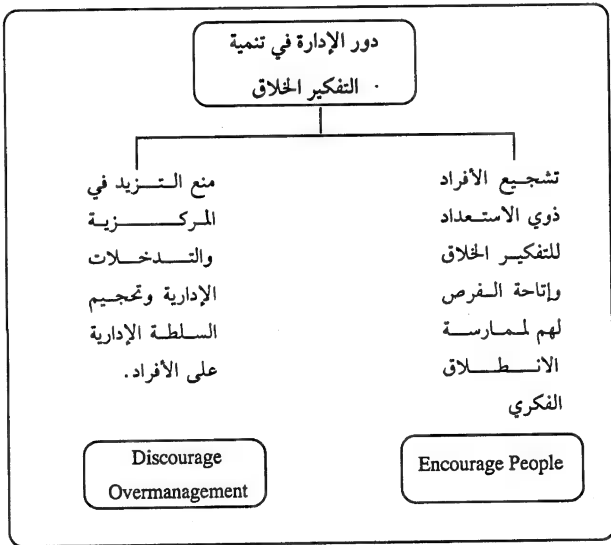 دور الإدارة في تنمية
التفكير الخلاق
تشجيع الأفراد
ذوي الاستعداد
للتفكير الخلاق
وإتاحة الفرص
لهم لممارسة
الانطلاق
الفكري
Encourage People
منع التزيد في
المركزية
والتدخلات
الإدارية وتحجيم
السلطة الإدارية
على الأفراد.
Discourage
Overmanagement